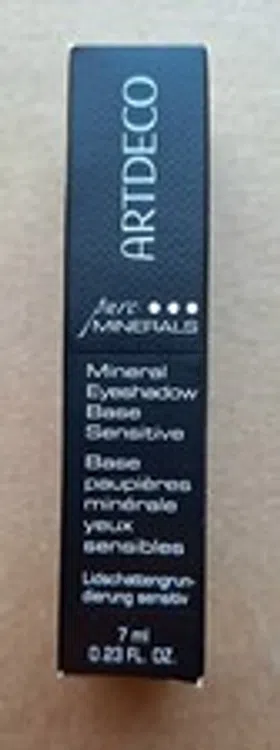 ARTDECO
Pure
MINERALS
Mineral
Eyeshadow
Base
Sensitive
Base
paupières
minérale
yeux
sensibles
Lidschattengrun-
dierung sensitiv
7 ml
0.23 FL. OZ.